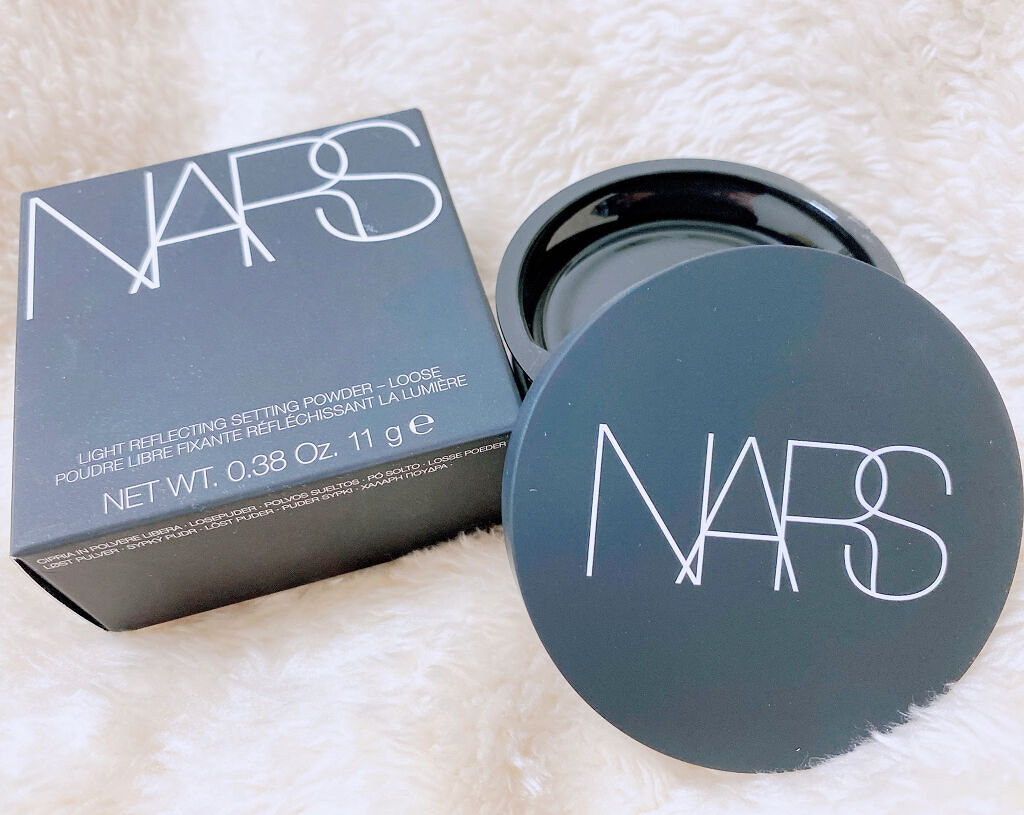 NARS
LIGHT REFLECTING SETTING POWDER – LOOSE
POUDRE LIBRE FIXANTE RÉFLÉCHISSANT LA LUMIÈRE
NET WT. 0.38 Oz. 11 g ℮
CIPRIA IN POLVERE LIBERA · LOSEPUDER · POLVOS SUELTOS · PÓ SOLTO · LOSSE POEDER
LØST PULVER · SYPKÝ PUDR · LÖST PUDER · PUDER SYPKI · ΧΑΛΑΡΗ ΠΟΥΔΡΑ ·
NARS